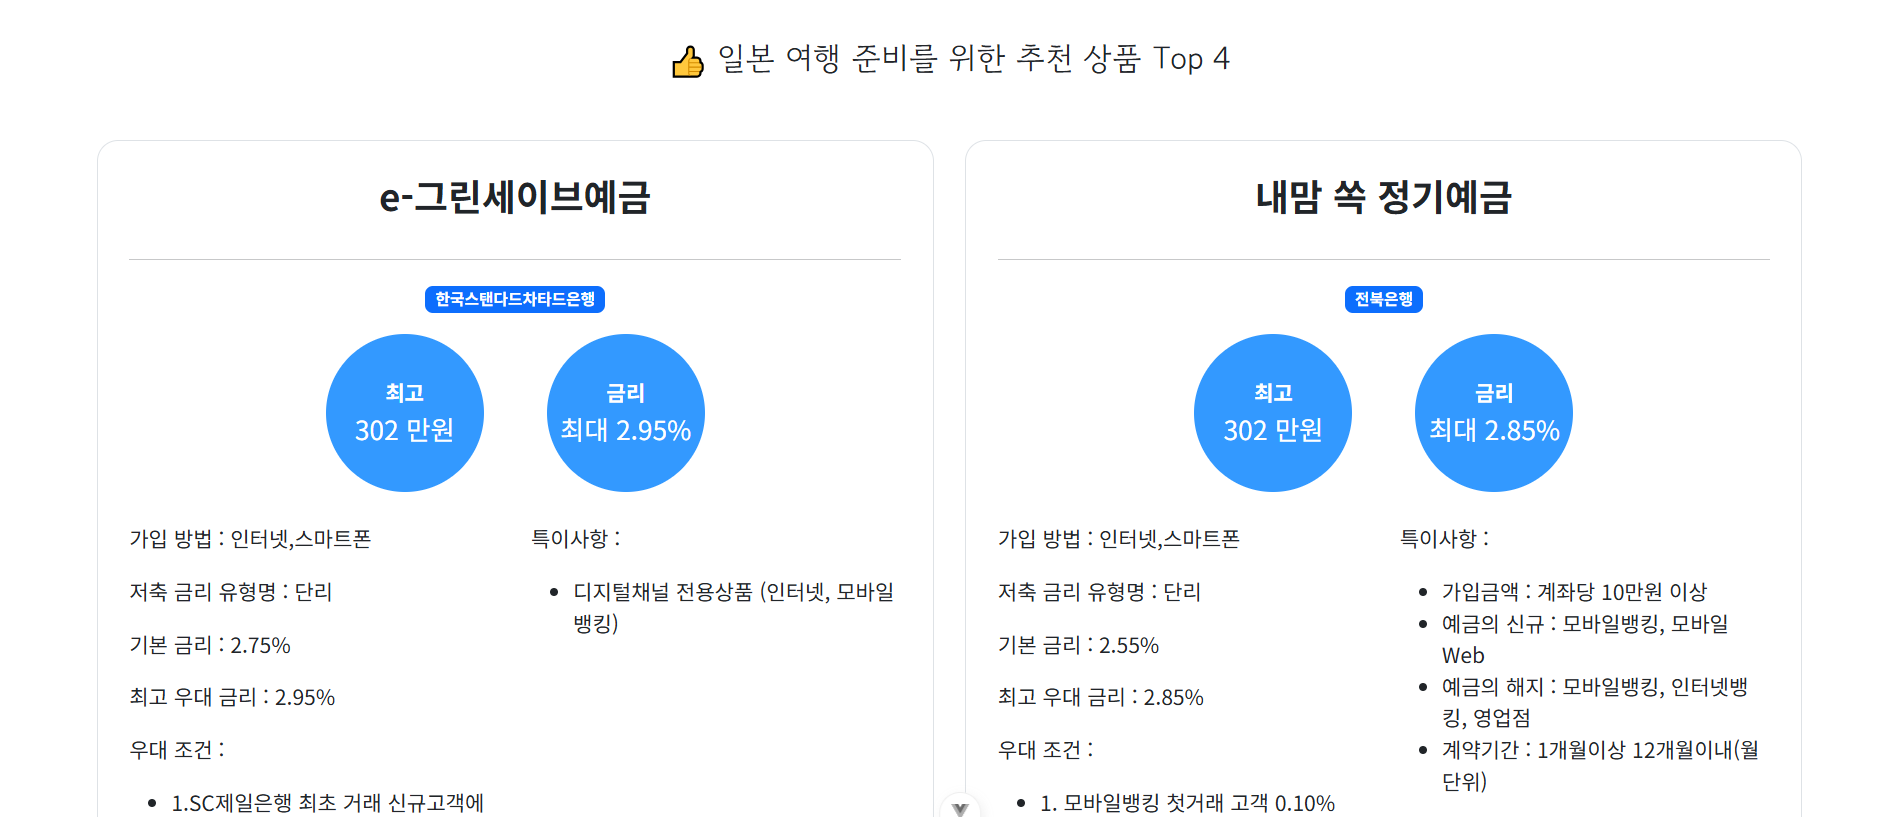 👍 일본 여행 준비를 위한 추천 상품 Top 4
e-그린세이브예금
한국스탠다드차타드은행
최고
302 만원
금리
최대 2.95%
가입 방법 : 인터넷,스마트폰
저축 금리 유형명 : 단리
기본 금리 : 2.75%
최고 우대 금리 : 2.95%
우대 조건 :
• 1.SC제일은행 최초 거래 신규고객에
특이사항 :
• 디지털채널 전용상품 (인터넷, 모바일
뱅킹)
내맘 쏙 정기예금
전북은행
최고
302 만원
금리
최대 2.85%
가입 방법 : 인터넷,스마트폰
저축 금리 유형명 : 단리
기본 금리 : 2.55%
최고 우대 금리 : 2.85%
우대 조건 :
• 1. 모바일뱅킹 첫거래 고객 0.10%
특이사항 :
• 가입금액 : 계좌당 10만원 이상
• 예금의 신규 : 모바일뱅킹, 모바일
Web
• 예금의 해지 : 모바일뱅킹, 인터넷뱅
킹, 영업점
• 계약기간 : 1개월이상 12개월이내(월
단위)